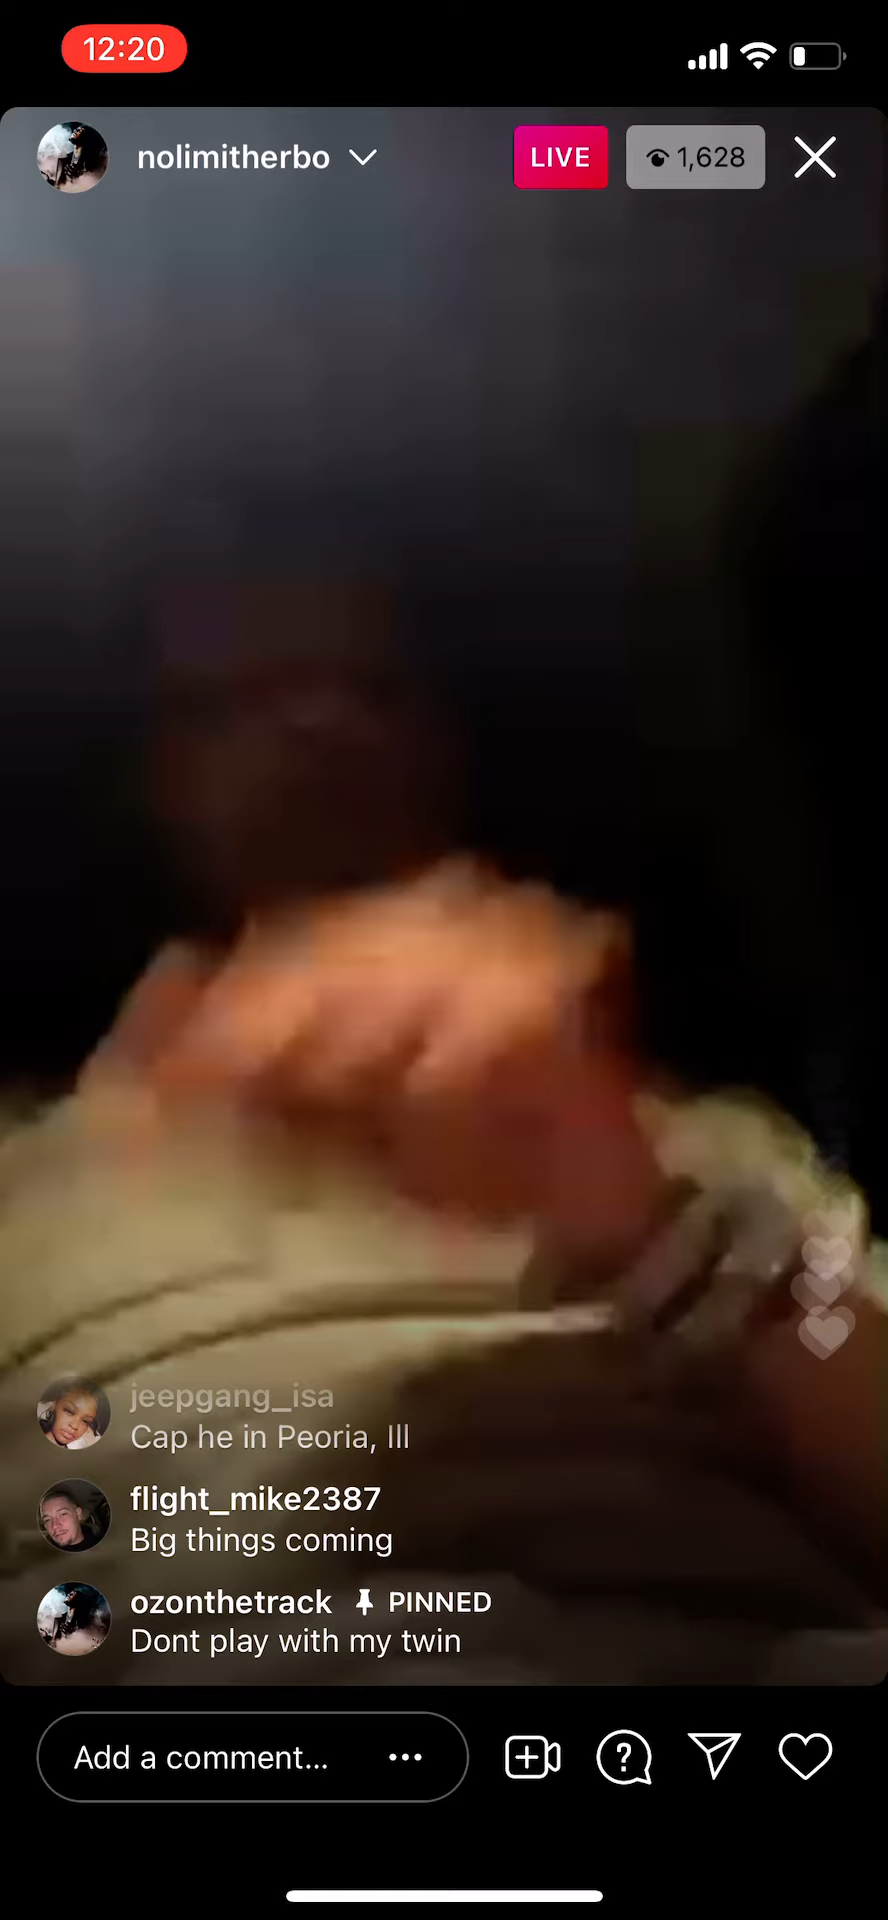 12:20
nolimitherbo
LIVE
1,628
jeepgang_isa
Cap he in Peoria, Ill
flight_mike2387
Big things coming
ozonthetrack PINNED
Dont play with my twin
Add a comment...